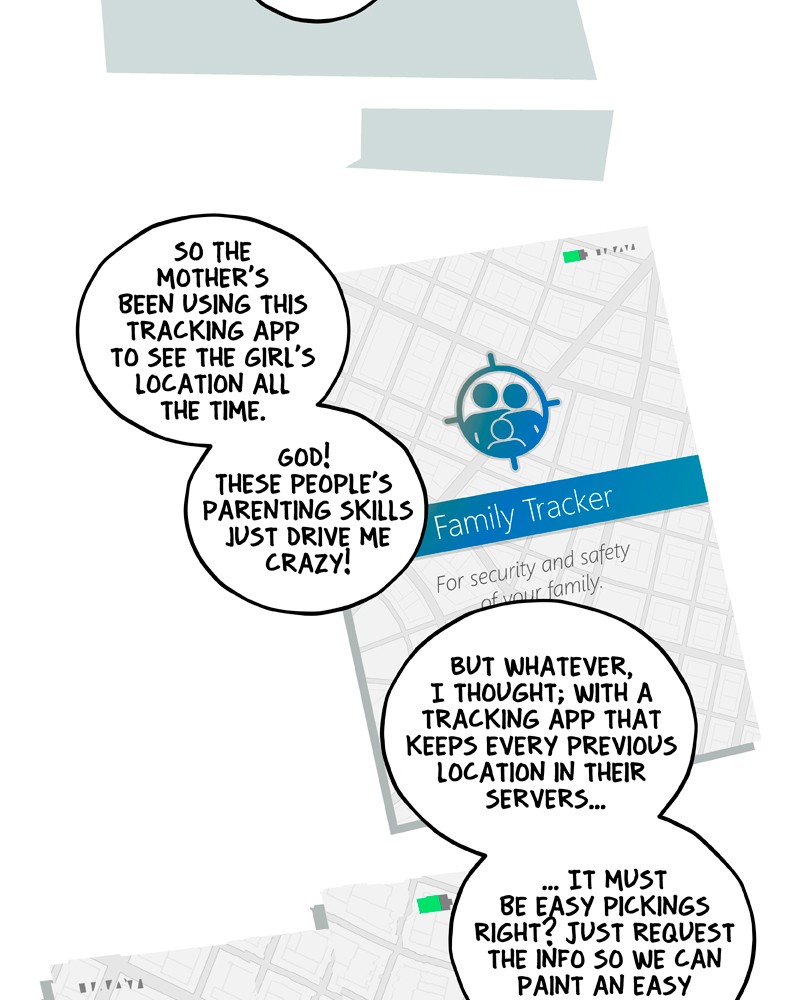 SO THE
MOTHER'S
BEEN USING THIS
TRACKING APP
TO SEE THE GIRL'S
LOCATION ALL
THE TIME.
GOD!
THESE PEOPLE'S
PARENTING SKILLS
JUST DRIVE ME
CRAZY!
Family Tracker
For security and safety
of your family.
BUT WHATEVER,
I THOUGHT; WITH A
TRACKING APP THAT
KEEPS EVERY PREVIOUS
LOCATION IN THEIR
SERVERS...
... IT MUST
BE EASY PICKINGS
RIGHT? JUST REQUEST
THE INFO SO WE CAN
PAINT AN EASY